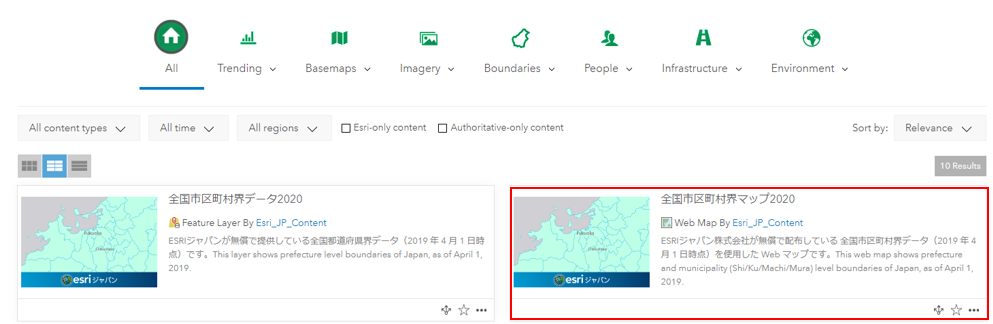 All Trending Basemaps Imagery Boundaries People Infrastructure Environment
All content types All time All regions Esri-only content Authoritative-only content Sort by: Relevance
10 Results
全国市区町村界データ2020
Feature Layer By Esri_JP_Content
ESRIジャパンが無償で提供している全国都道府県界データ（2019 年 4 月 1 日時
点）です。This layer shows prefecture level boundaries of Japan, as of April 1,
2019.
esriジャパン
全国市区町村界マップ2020
Web Map By Esri_JP_Content
ESRIジャパン株式会社が無償で配布している 全国市区町村界データ（2019 年 4
月 1 日時点）を使用した Web マップです。This web map shows prefecture
and municipality (Shi/Ku/Machi/Mura) level boundaries of Japan, as of April 1,
2019.
esriジャパン